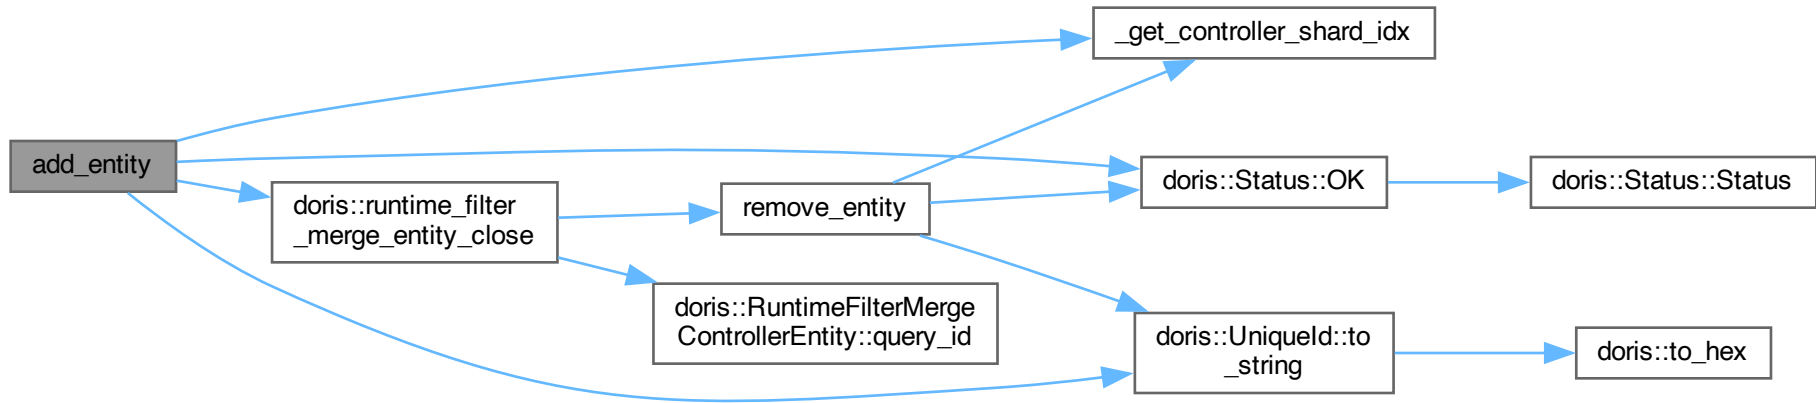 add_entity
doris::runtime_filter
_merge_entity_close
remove_entity
doris::RuntimeFilterMerge
ControllerEntity::query_id
_get_controller_shard_idx
doris::Status::OK
doris::Status::Status
doris::UniqueId::to
_string
doris::to_hex